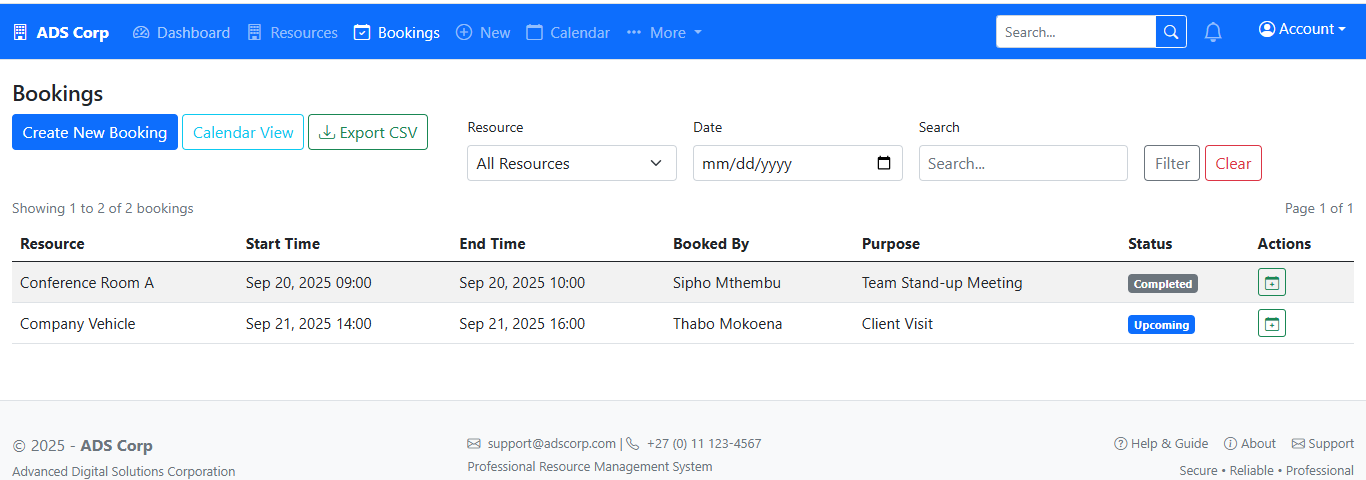 ADS Corp Dashboard Resources Bookings New Calendar More Search... Account
Bookings
Create New Booking Calendar View Export CSV
Resource Date Search
All Resources mm/dd/yyyy Search... Filter Clear
Showing 1 to 2 of 2 bookings Page 1 of 1
Resource Start Time End Time Booked By Purpose Status Actions
Conference Room A Sep 20, 2025 09:00 Sep 20, 2025 10:00 Sipho Mthembu Team Stand-up Meeting Completed
Company Vehicle Sep 21, 2025 14:00 Sep 21, 2025 16:00 Thabo Mokoena Client Visit Upcoming
© 2025 - ADS Corp support@adscorp.com | +27 (0) 11 123-4567 Help & Guide About Support
Advanced Digital Solutions Corporation Professional Resource Management System Secure • Reliable • Professional